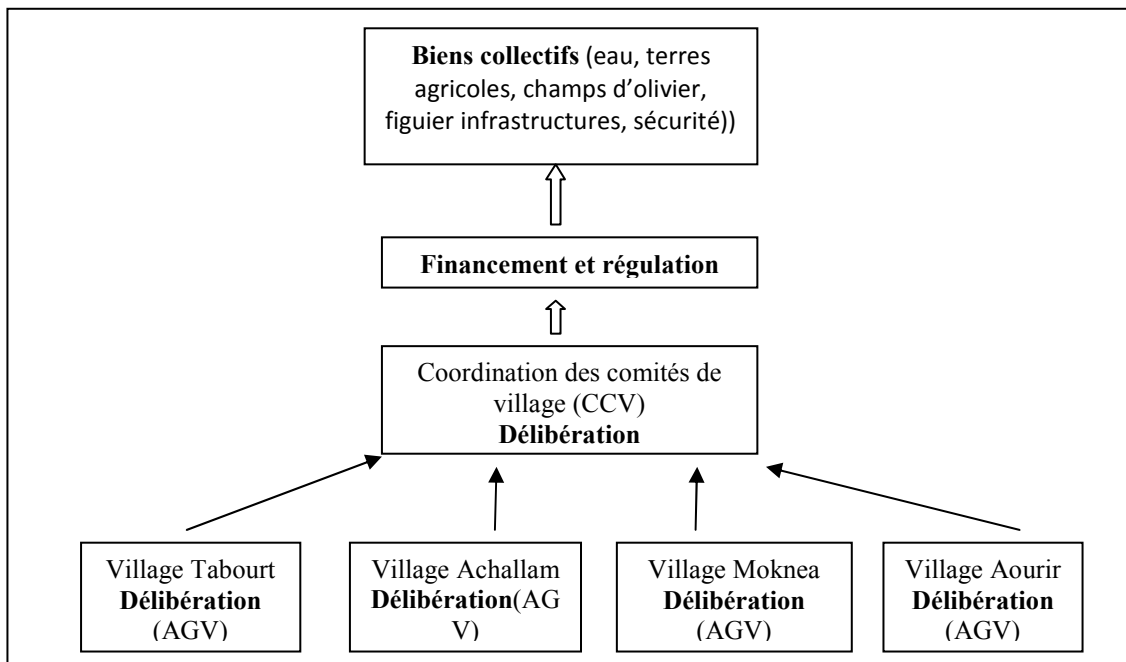 Biens collectifs (eau, terres
agricoles, champs d’olivier,
figuier infrastructures, sécurité))
Financement et régulation
Coordination des comités de
village (CCV)
Délibération
Village Tabourt
Délibération
(AGV)
Village Achallam
Délibération(AG
V)
Village Moknea
Délibération
(AGV)
Village Aourir
Délibération
(AGV)